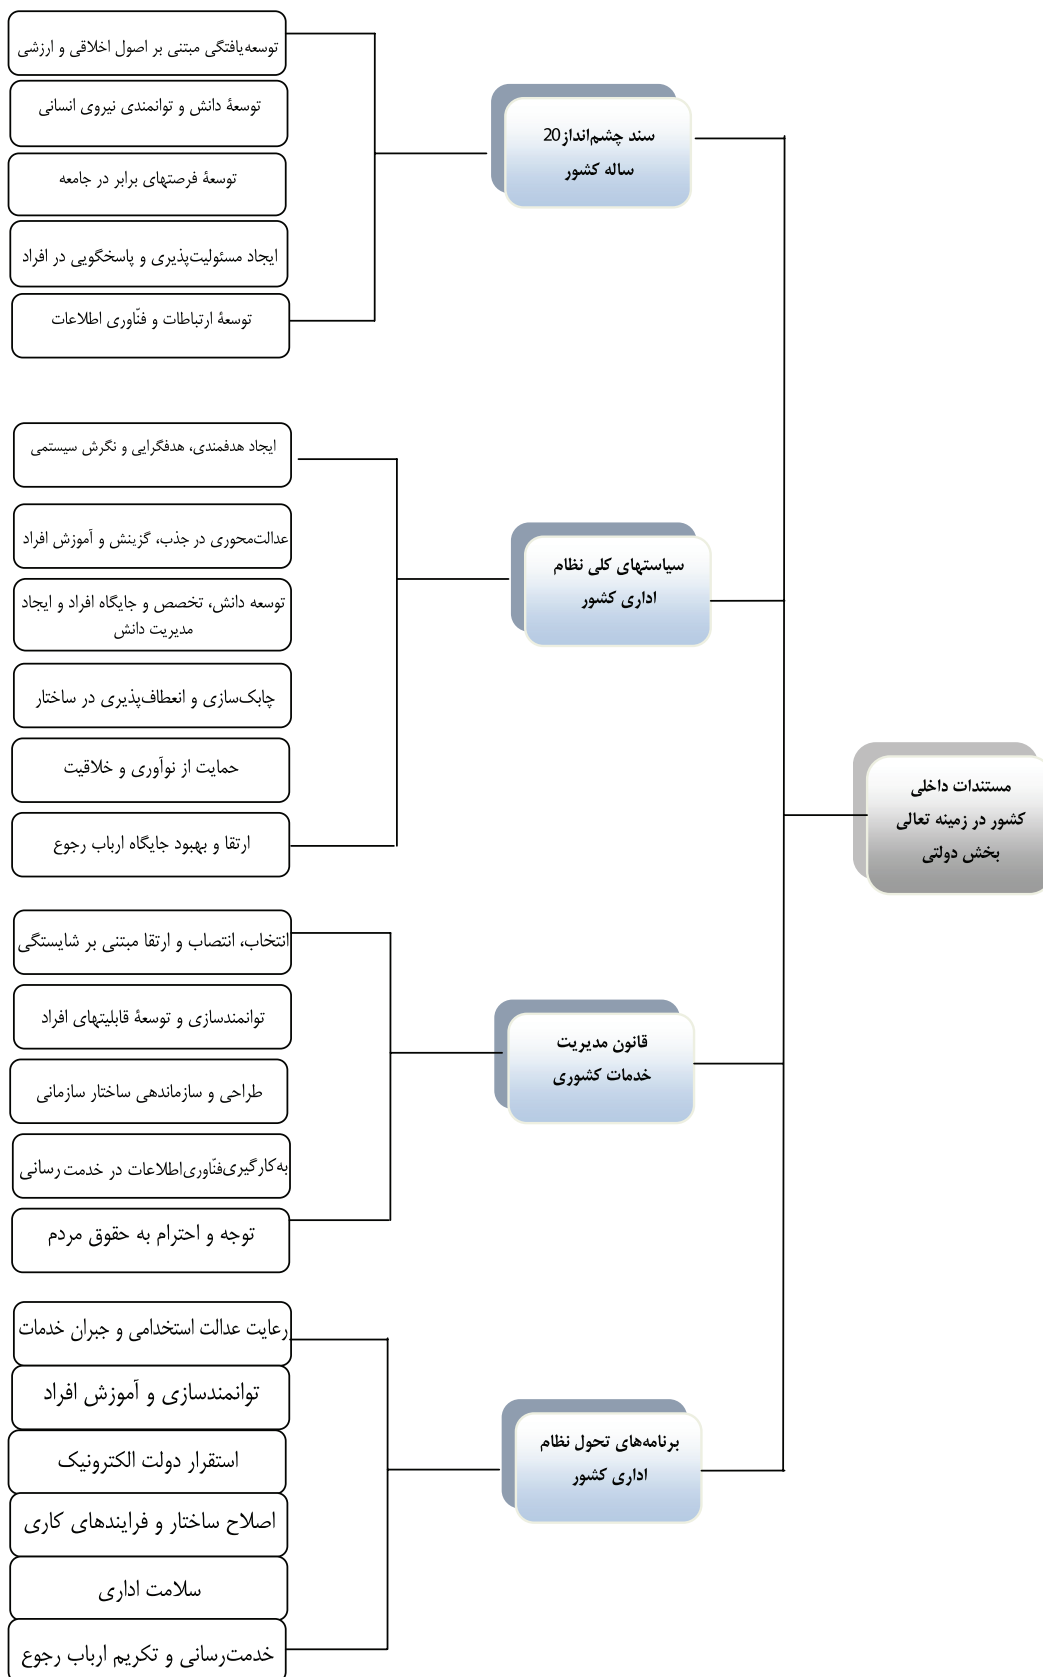 مستندات داخلی
کشور در زمینه تعالی
بخش دولتی
سند چشم‌انداز20
ساله کشور
توسعه‌یافتگی مبتنی بر اصول اخلاقی و ارزشی
توسعۀ دانش و توانمندی نیروی انسانی
توسعۀ فرصتهای برابر در جامعه
ایجاد مسئولیت‌پذیری و پاسخگویی در افراد
توسعۀ ارتباطات و فنّاوری اطلاعات
سیاستهای کلی نظام
اداری کشور
ایجاد هدفمندی، هدفگرایی و نگرش سیستمی
عدالت‌محوری در جذب، گزینش و آموزش افراد
توسعه دانش، تخصص و جایگاه افراد و ایجاد
مدیریت دانش
چابک‌سازی و انعطاف‌پذیری در ساختار
حمایت از نوآوری و خلاقیت
ارتقا و بهبود جایگاه ارباب رجوع
قانون مدیریت
خدمات کشوری
انتخاب، انتصاب و ارتقا مبتنی بر شایستگی
توانمندسازی و توسعۀ قابلیتهای افراد
طراحی و سازماندهی ساختار سازمانی
به‌کارگیری‌فنّاوری‌اطلاعات در خدمت رسانی
توجه و احترام به حقوق مردم
برنامه‌های تحول نظام
اداری کشور
رعایت عدالت استخدامی و جبران خدمات
توانمندسازی و آموزش افراد
استقرار دولت الکترونیک
اصلاح ساختار و فرایندهای کاری
سلامت اداری
خدمت‌رسانی و تکریم ارباب رجوع